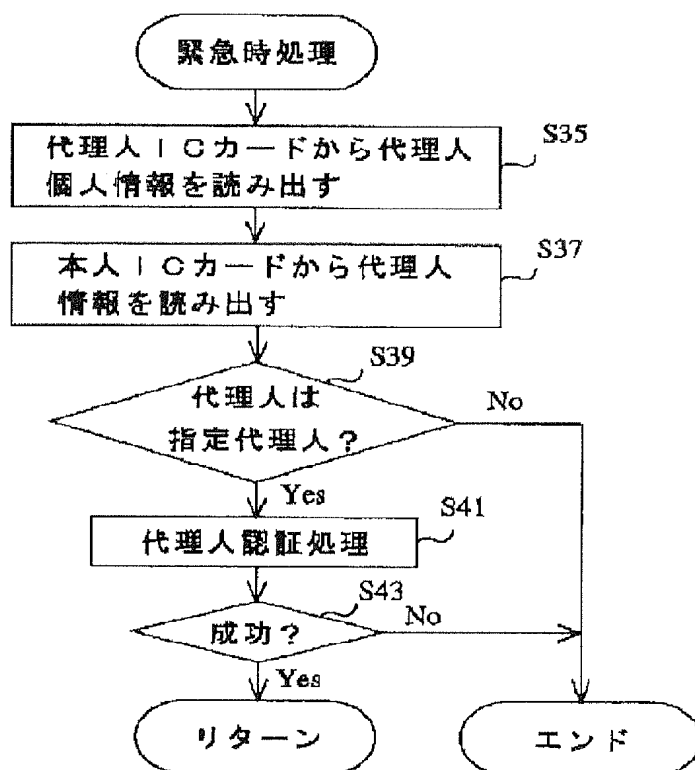 緊急時処理
S35
代理人ICカードから代理人
個人情報を読み出す
S37
本人ICカードから代理人
情報を読み出す
S39
代理人は
指定代理人?
No
Yes
S41
代理人認証処理
S43
成功?
No
Yes
リターン
エンド